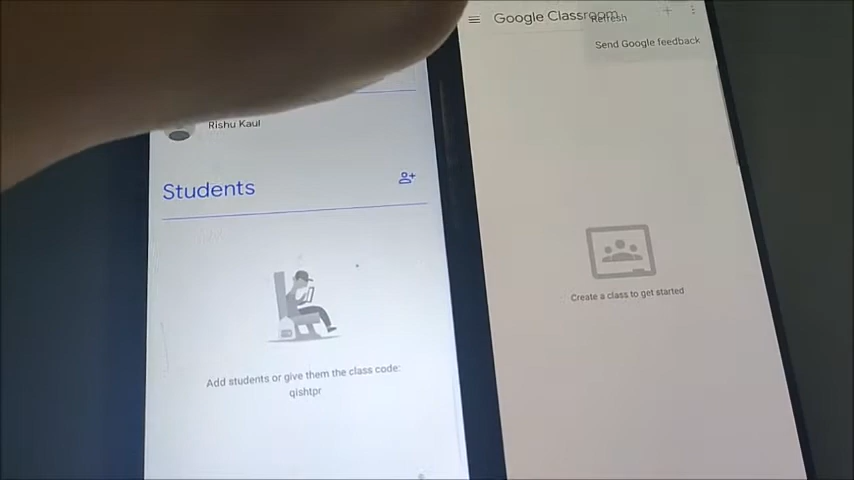 Rishu Kaul
Students
Add students or give them the class code:
qishtpr
Google Classroom
Refresh
Send Google feedback
Create a class to get started